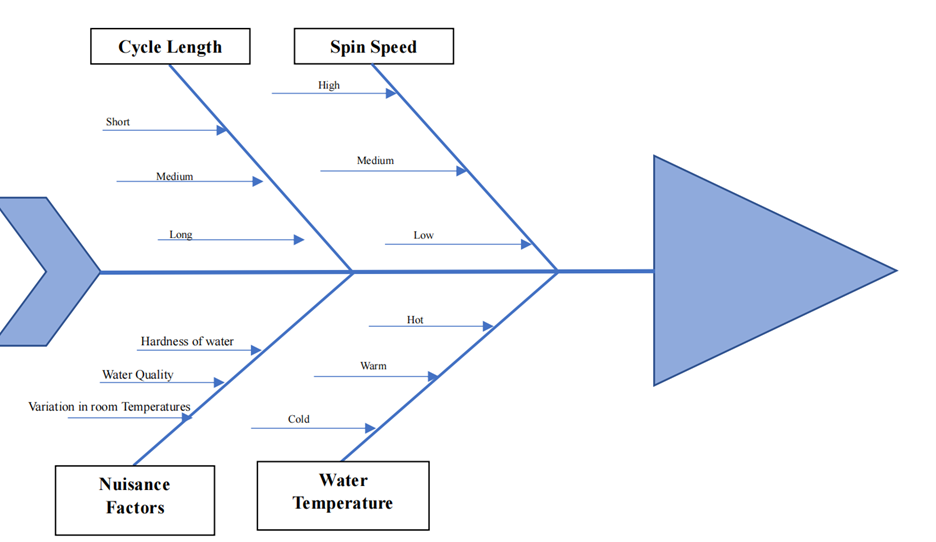 Cycle Length
Spin Speed
High
Short
Medium
Medium
Long
Low
Hot
Hardness of water
Warm
Water Quality
Variation in room Temperatures
Cold
Nuisance
Factors
Water
Temperature